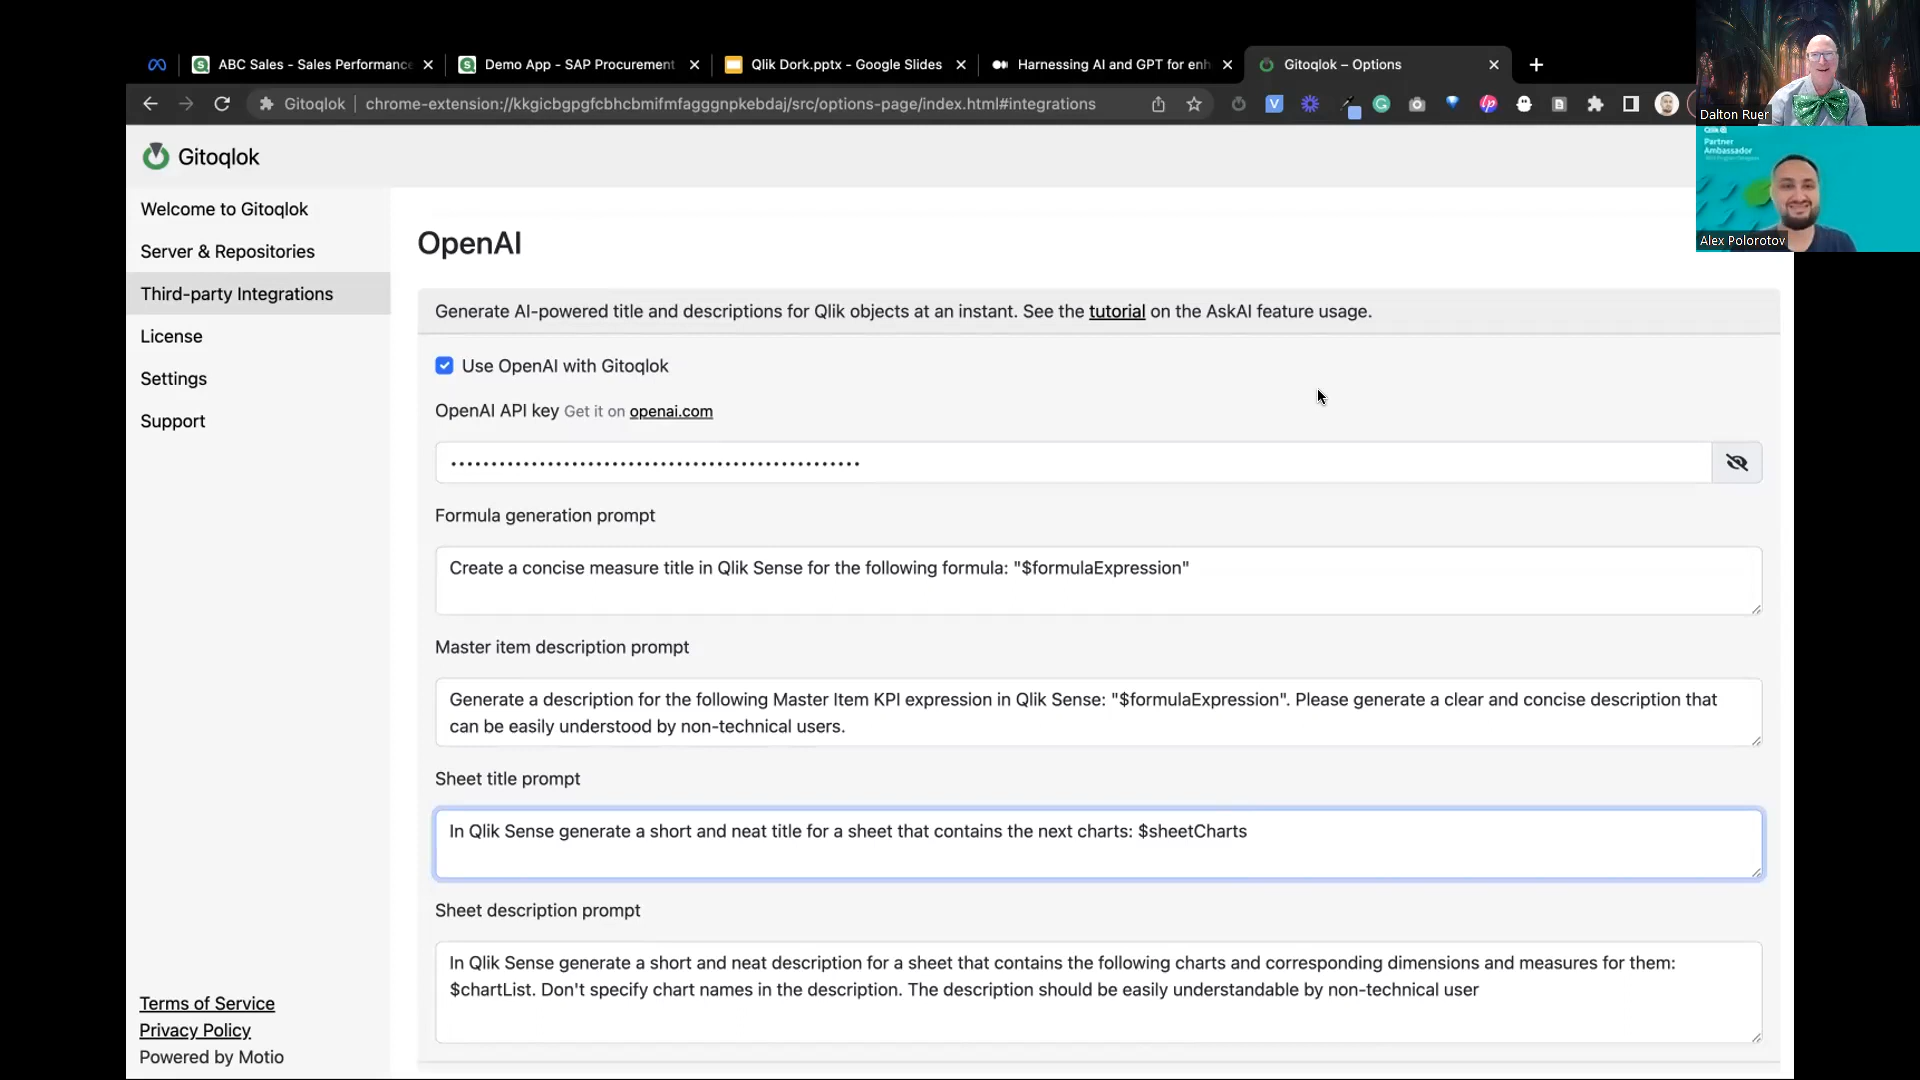 ABC Sales - Sales Performance
Demo App - SAP Procurement
Qlik Dork.pptx - Google Slides
Harnessing AI and GPT for enh
Gitoqlok – Options
Gitoqlok
chrome-extension://kkgicbgpgfcbhcbmifmfagggnpkebdaj/src/options-page/index.html#integrations
Dalton Ruer
Qlik
Partner
Ambassador
Alex Polorotov
Gitoqlok
Welcome to Gitoqlok
Server & Repositories
Third-party Integrations
License
Settings
Support
Terms of Service
Privacy Policy
Powered by Motio
OpenAI
Generate AI-powered title and descriptions for Qlik objects at an instant. See the tutorial on the AskAI feature usage.
Use OpenAI with Gitoqlok
OpenAI API key Get it on openai.com
Formula generation prompt
Create a concise measure title in Qlik Sense for the following formula: "$formulaExpression"
Master item description prompt
Generate a description for the following Master Item KPI expression in Qlik Sense: "$formulaExpression". Please generate a clear and concise description that
can be easily understood by non-technical users.
Sheet title prompt
In Qlik Sense generate a short and neat title for a sheet that contains the next charts: $sheetCharts
Sheet description prompt
In Qlik Sense generate a short and neat description for a sheet that contains the following charts and corresponding dimensions and measures for them:
$chartList. Don't specify chart names in the description. The description should be easily understandable by non-technical user